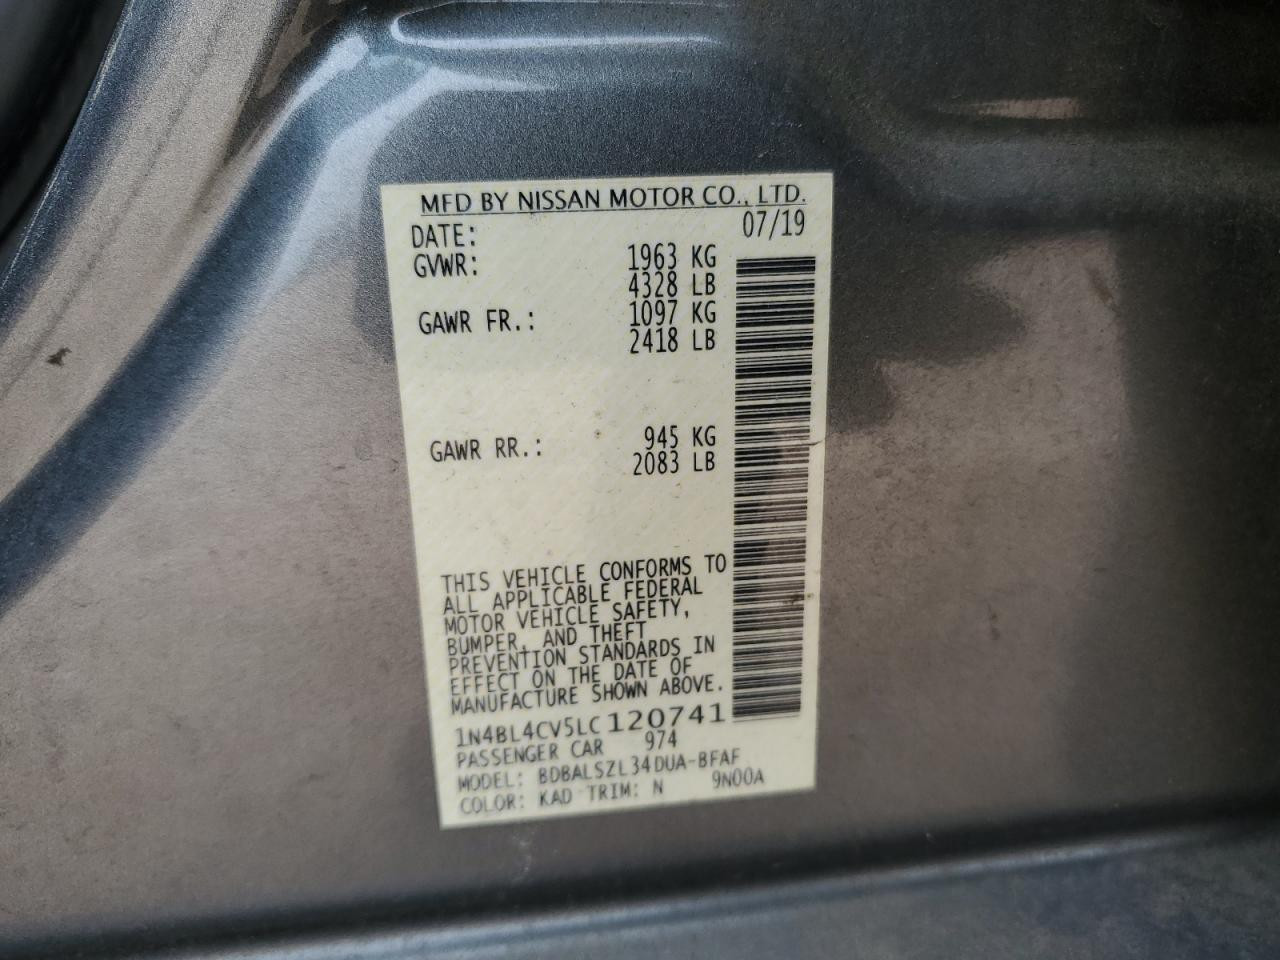 MFD BY NISSAN MOTOR CO., LTD.
DATE: 07/19
GVWR: 1963 KG
4328 LB
GAWR FR.: 1097 KG
2418 LB
GAWR RR.: 945 KG
2083 LB
THIS VEHICLE CONFORMS TO
ALL APPLICABLE FEDERAL
MOTOR VEHICLE SAFETY,
BUMPER, AND THEFT
PREVENTION STANDARDS IN
EFFECT ON THE DATE OF
MANUFACTURE SHOWN ABOVE.
1N4BL4CV5LC120741
PASSENGER CAR 974
MODEL: BDBALSZL34DUA-BFAF
COLOR: KAD TRIM: N 9N00A